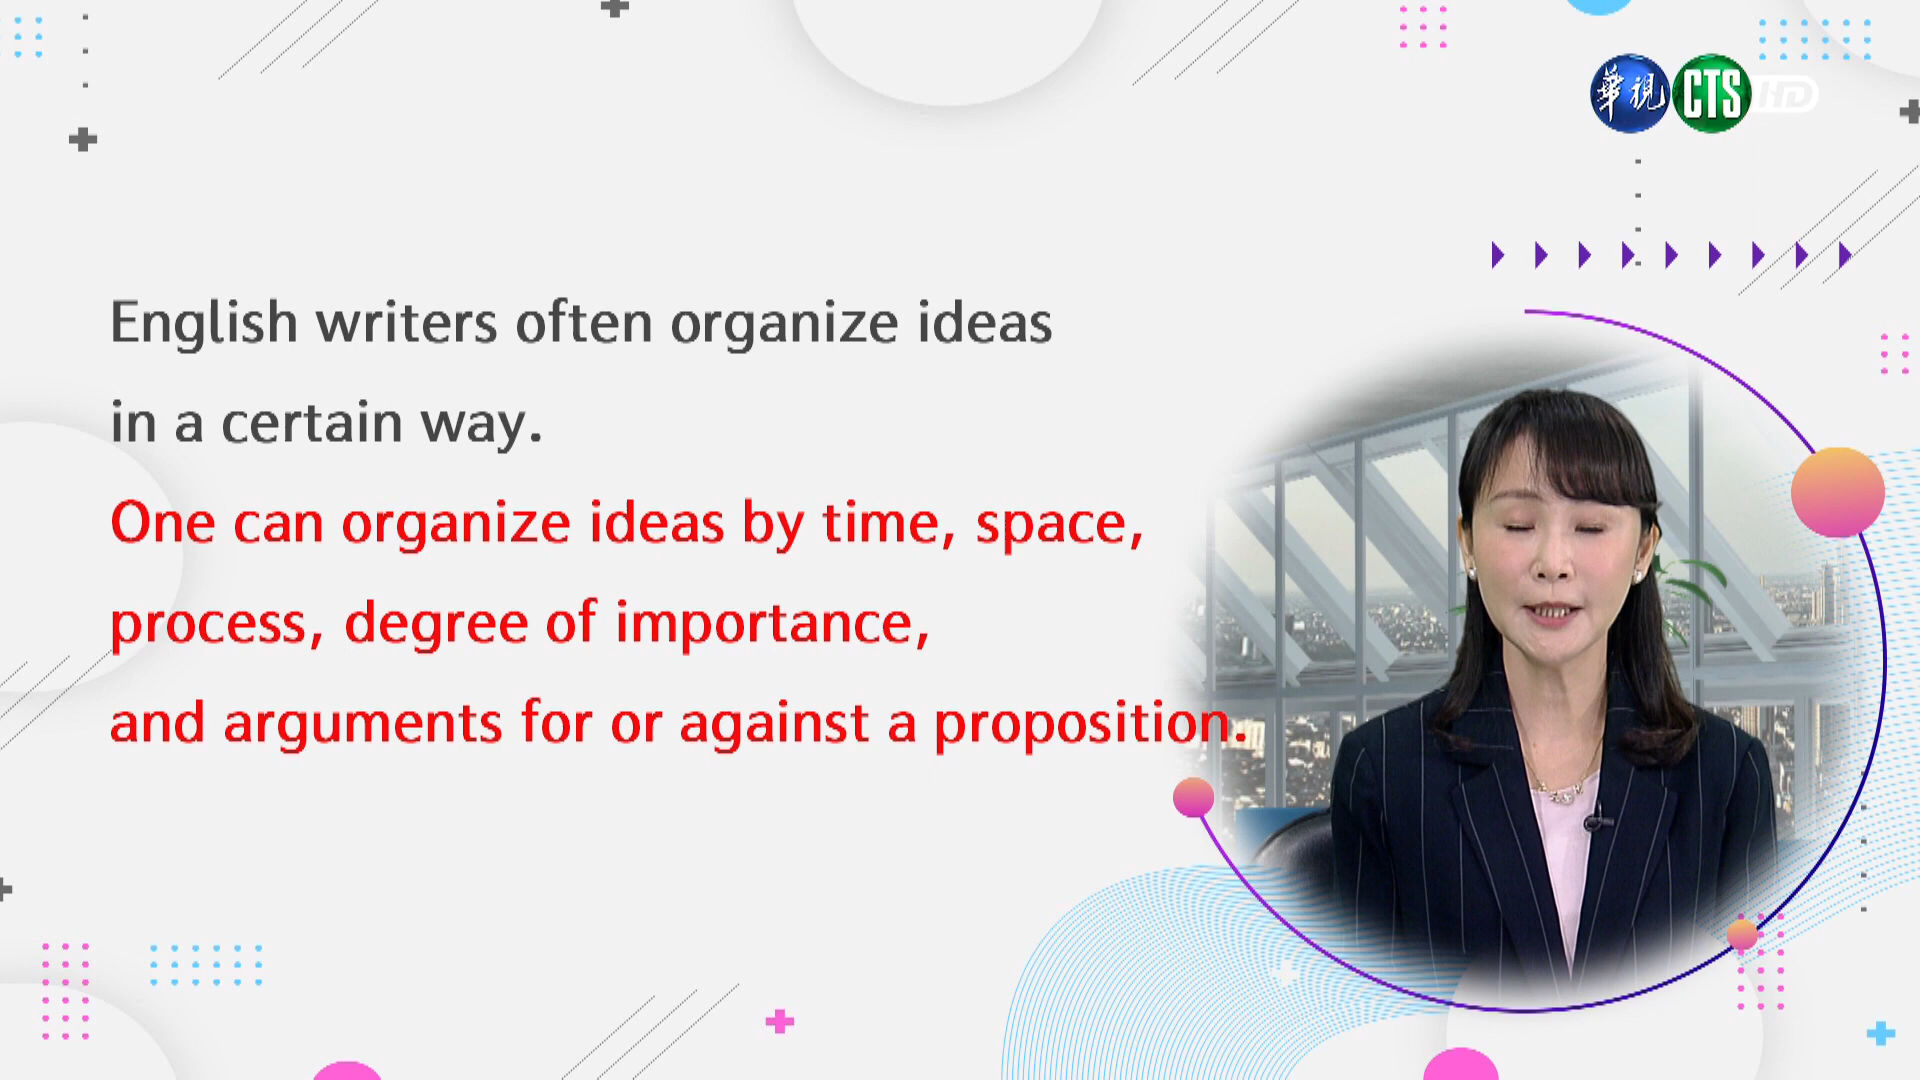 華視 CTS HD
English writers often organize ideas
in a certain way.
One can organize ideas by time, space,
process, degree of importance,
and arguments for or against a proposition.